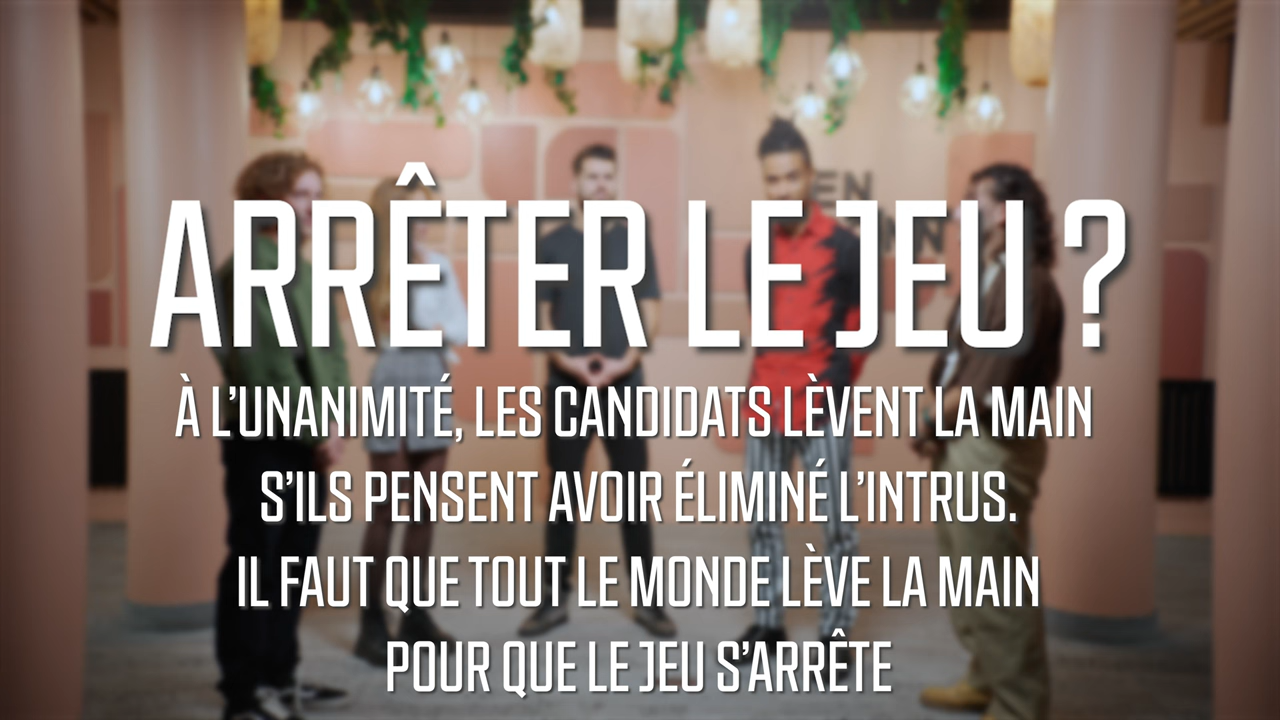 ARRÊTER LE JEU ?
À L'UNANIMITÉ, LES CANDIDATS LÈVENT LA MAIN
S'ILS PENSENT AVOIR ÉLIMINÉ L'INTRUS.
IL FAUT QUE TOUT LE MONDE LÈVE LA MAIN
POUR QUE LE JEU S'ARRÊTE